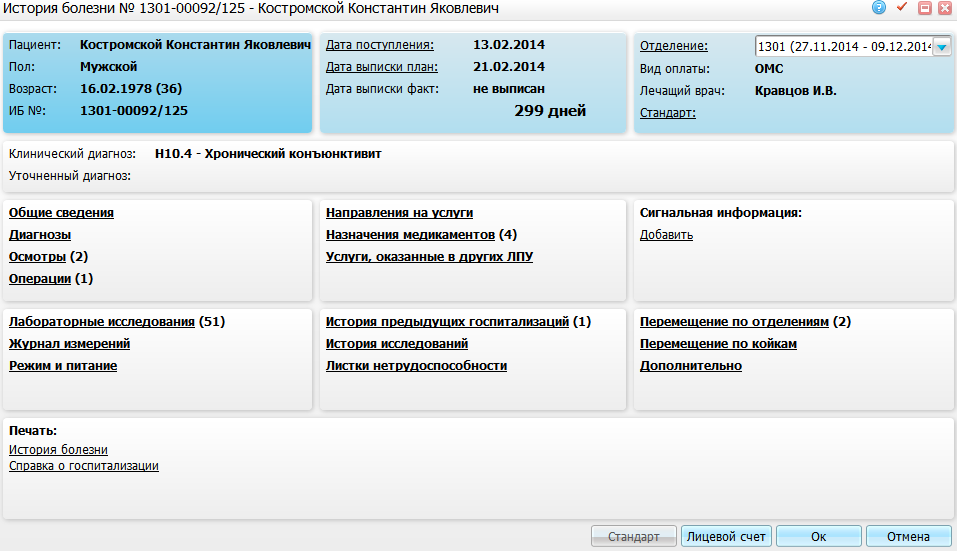 История болезни № 1301-00092/125 - Костромской Константин Яковлевич
Пациент: Костромской Константин Яковлевич
Пол: Мужской
Возраст: 16.02.1978 (36)
ИБ №: 1301-00092/125
Дата поступления: 13.02.2014
Дата выписки план: 21.02.2014
Дата выписки факт: не выписан
299 дней
Отделение: 1301 (27.11.2014 - 09.12.2014
Вид оплаты: ОМС
Лечащий врач: Кравцов И.В.
Стандарт:
Клинический диагноз: H10.4 - Хронический конъюнктивит
Уточненный диагноз:
Общие сведения
Диагнозы
Осмотры (2)
Операции (1)
Направления на услуги
Назначения медикаментов (4)
Услуги, оказанные в других ЛПУ
Сигнальная информация:
Добавить
Лабораторные исследования (51)
Журнал измерений
Режим и питание
История предыдущих госпитализаций (1)
История исследований
Листки нетрудоспособности
Перемещение по отделениям (2)
Перемещение по койкам
Дополнительно
Печать:
История болезни
Справка о госпитализации
Стандарт Лицевой счет Ок Отмена